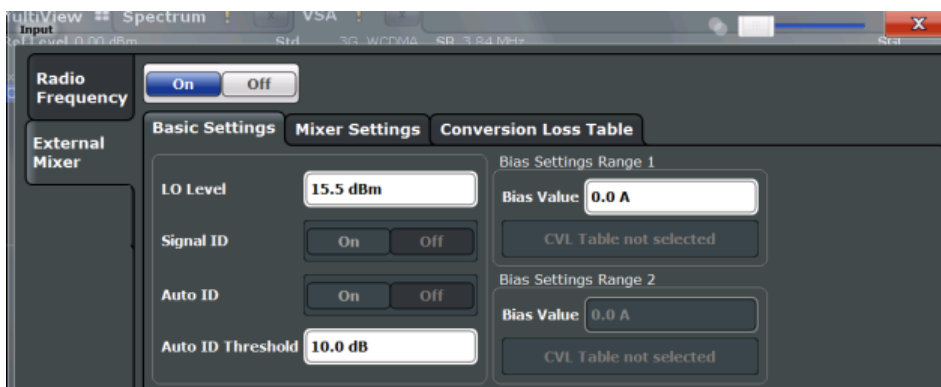 ultiView Spectrum ! VSA !
Input
Ref Level 0.00 dBm Std 3G_WCDMA SR 3.84 MHz
Radio
Frequency
On Off
External
Mixer
Basic Settings Mixer Settings Conversion Loss Table
LO Level 15.5 dBm
Signal ID On Off
Auto ID On Off
Auto ID Threshold 10.0 dB
Bias Settings Range 1
Bias Value 0.0 A
CVL Table not selected
Bias Settings Range 2
Bias Value 0.0 A
CVL Table not selected